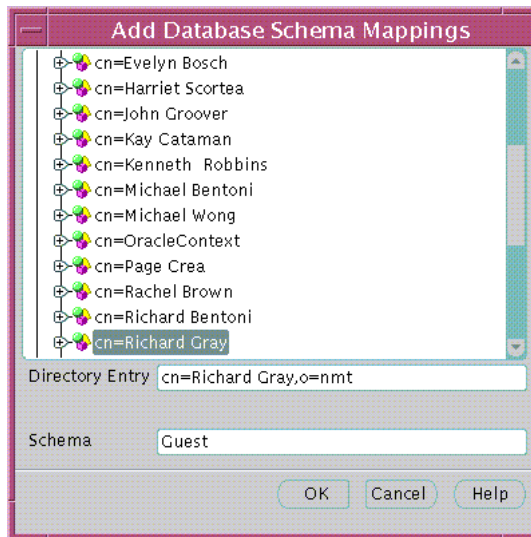 Add Database Schema Mappings
cn=Evelyn Bosch
cn=Harriet Scortea
cn=John Groover
cn=Kay Cataman
cn=Kenneth  Robbins
cn=Michael Bentoni
cn=Michael Wong
cn=OracleContext
cn=Page Crea
cn=Rachel Brown
cn=Richard Bentoni
cn=Richard Gray
Directory Entry cn=Richard Gray,o=nmt
Schema Guest
OK Cancel Help